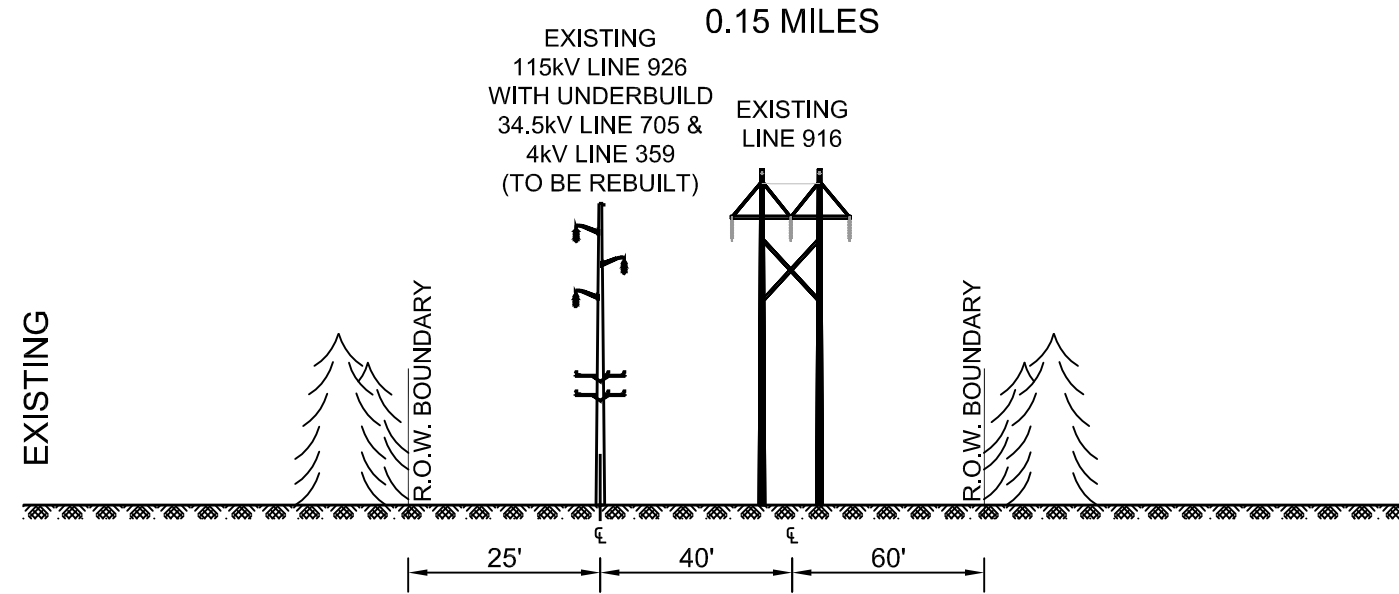 0.15 MILES
EXISTING
115kV LINE 926
WITH UNDERBUILD
34.5kV LINE 705 &
4kV LINE 359
(TO BE REBUILT)
EXISTING
LINE 916
EXISTING
R.O.W. BOUNDARY
R.O.W. BOUNDARY
℄
℄
25'
40'
60'